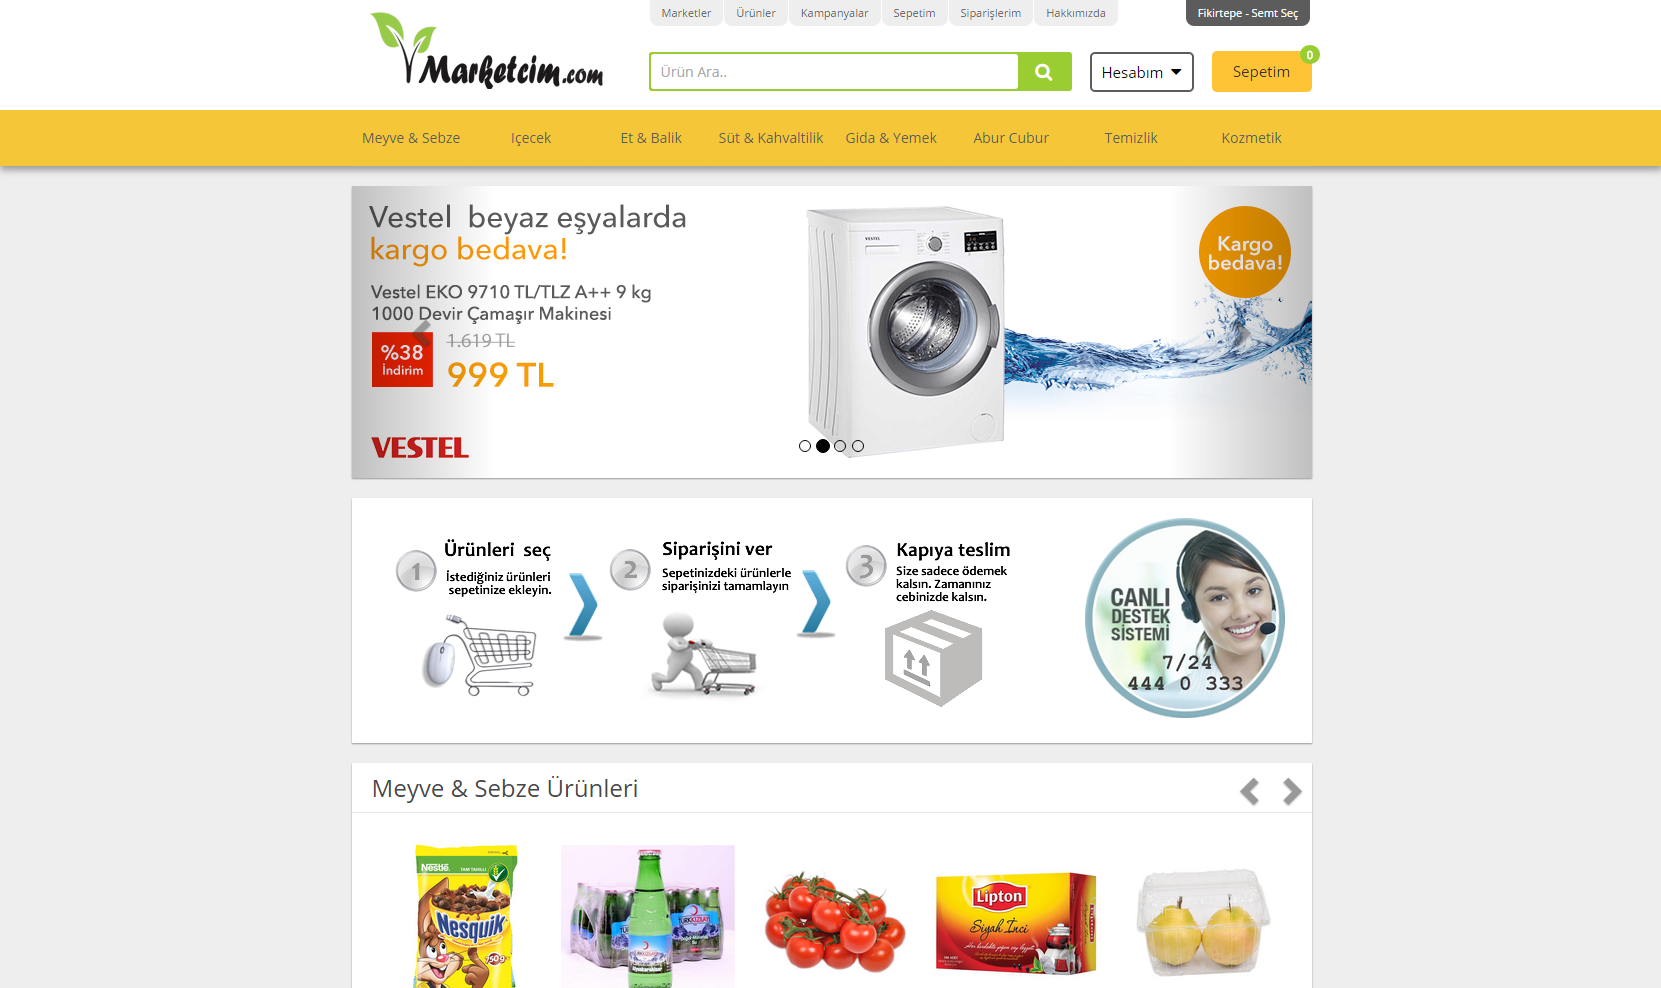 Marketler
Ürünler
Kampanyalar
Sepetim
Siparişlerim
Hakkımızda
Fikirtepe - Semt Seç
Marketcim.com
Ürün Ara..
Hesabım
Sepetim
0
Meyve & Sebze
Içecek
Et & Balik
Süt & Kahvaltilik
Gida & Yemek
Abur Cubur
Temizlik
Kozmetik
Vestel beyaz eşyalarda
kargo bedava!
Vestel EKO 9710 TL/TLZ A++ 9 kg
1000 Devir Çamaşır Makinesi
%38
İndirim
1.619 TL
999 TL
VESTEL
VESTEL
Kargo
bedava!
1
Ürünleri seç
İstediğiniz ürünleri
sepetinize ekleyin.
2
Siparişini ver
Sepetinizdeki ürünlerle
siparişinizi tamamlayın
3
Kapıya teslim
Size sadece ödemek
kalsın. Zamanınız
cebinizde kalsın.
CANLI
DESTEK
SİSTEMİ
7/24
444 0 333
Meyve & Sebze Ürünleri
Nestlé
TAM TAHILLI
Nesquik
750g
TÜRKKIZILAYI
Lipton
Siyah İnci